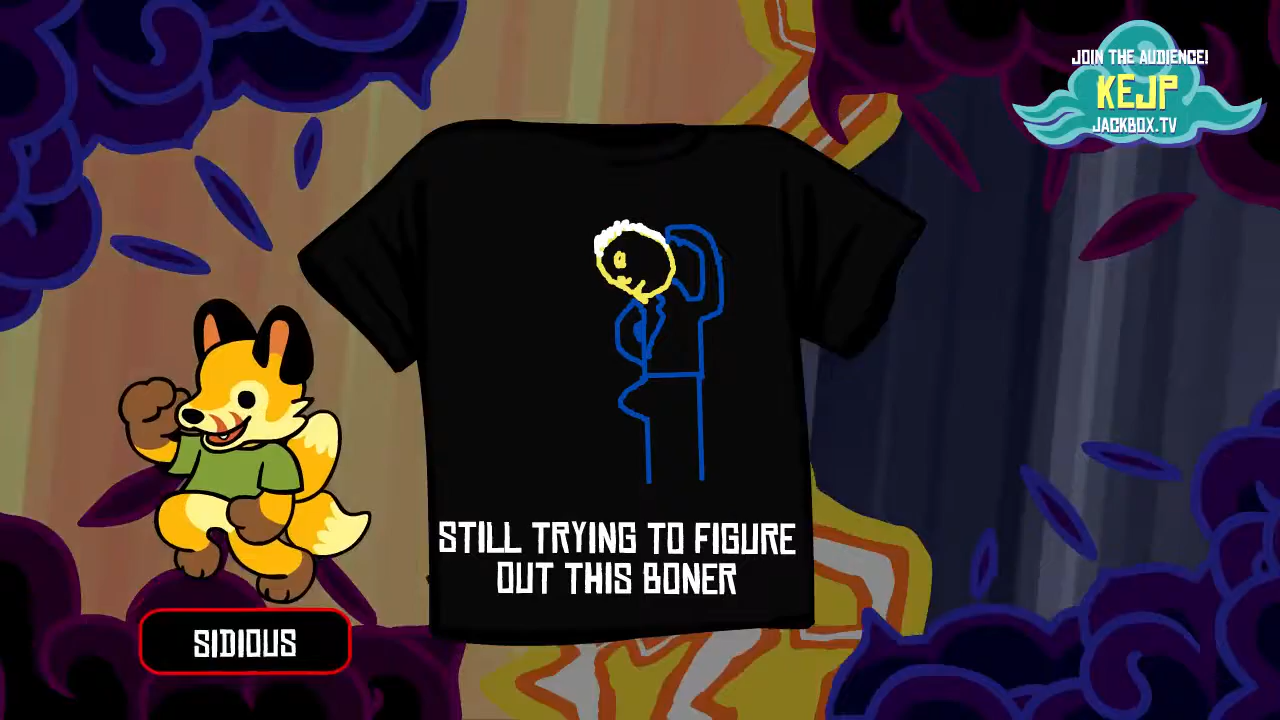 JOIN THE AUDIENCE!
KEJP
JACKBOX.TV
STILL TRYING TO FIGURE
OUT THIS BONER
SIDIOUS